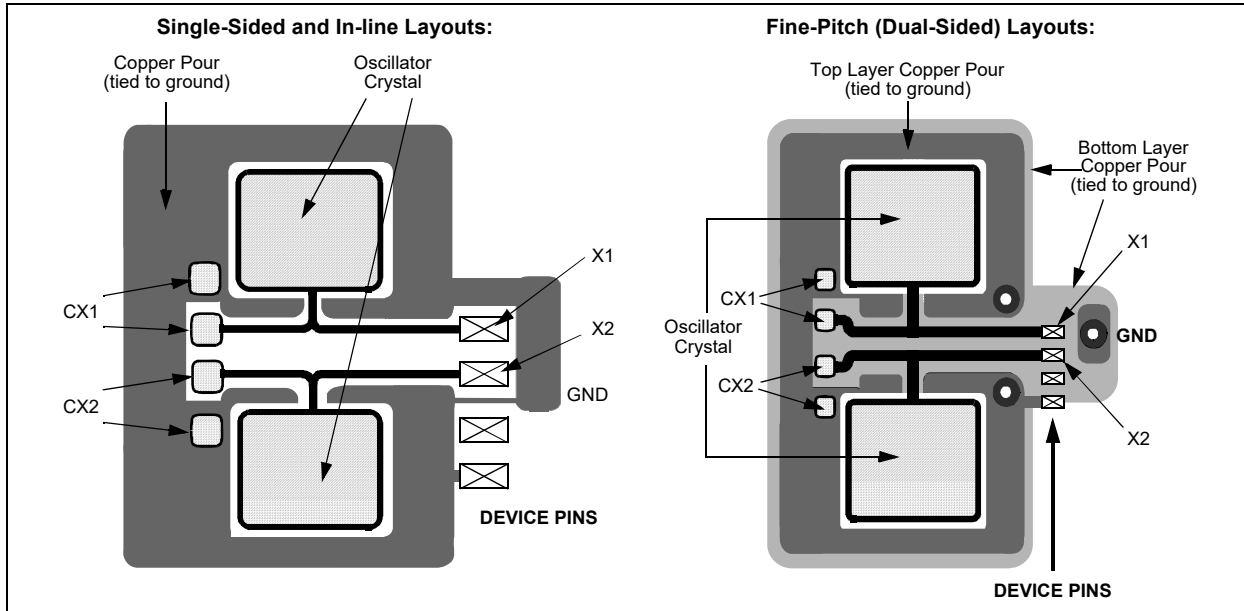 Single-Sided and In-line Layouts:
Copper Pour
(tied to ground)
Oscillator
Crystal
X1
CX1
X2
CX2
GND
DEVICE PINS
Fine-Pitch (Dual-Sided) Layouts:
Top Layer Copper Pour
(tied to ground)
Bottom Layer
Copper Pour
(tied to ground)
X1
CX1
Oscillator
Crystal
GND
CX2
X2
DEVICE PINS